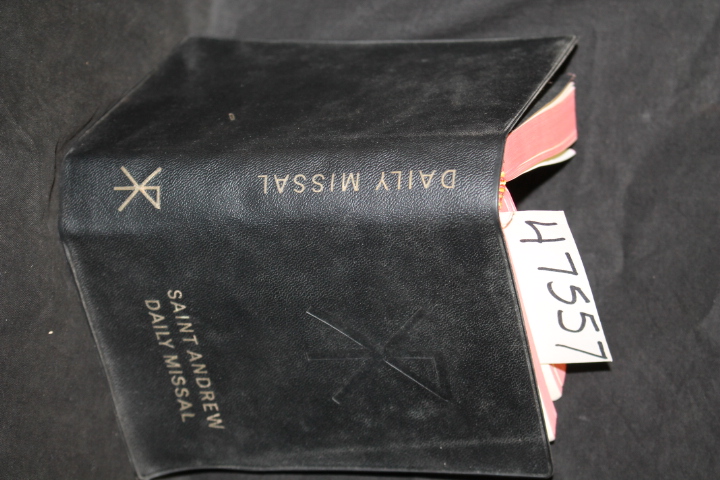 DAILY MISSAL
SAINT ANDREW
DAILY MISSAL
47557